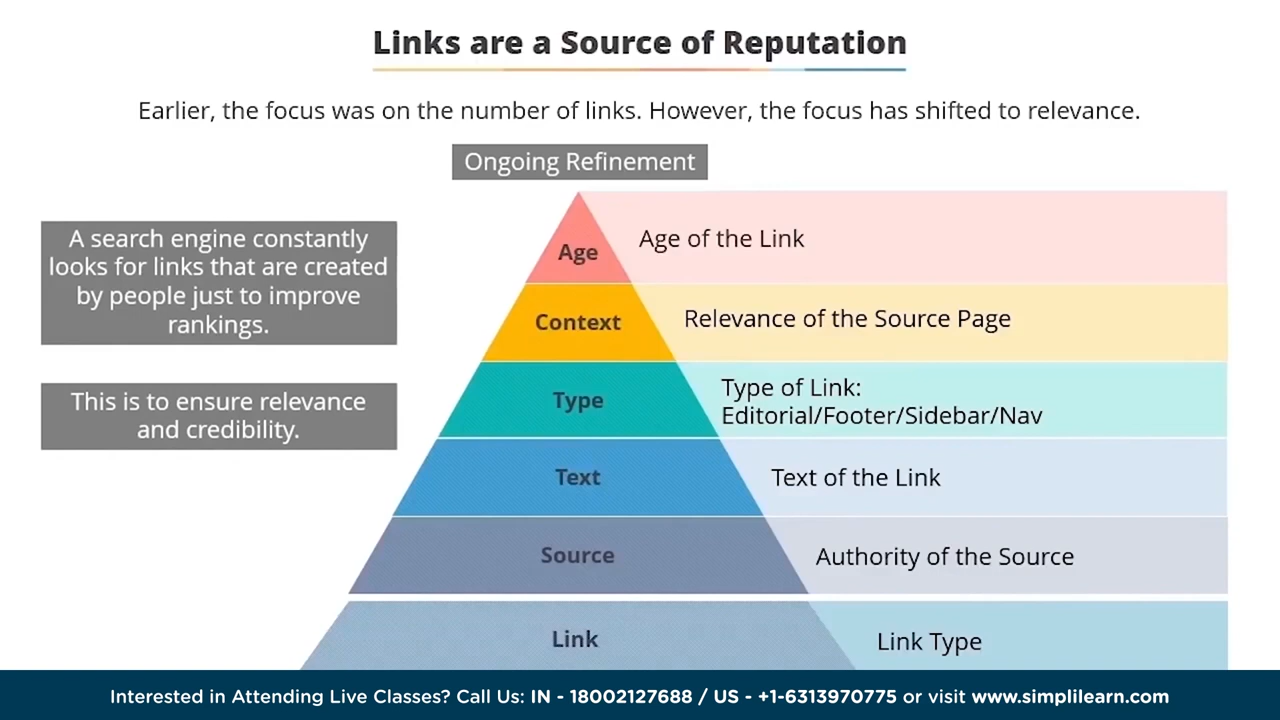 Links are a Source of Reputation
Earlier, the focus was on the number of links. However, the focus has shifted to relevance.
Ongoing Refinement
A search engine constantly
looks for links that are created
by people just to improve
rankings.
This is to ensure relevance
and credibility.
Age
Age of the Link
Context
Relevance of the Source Page
Type
Type of Link:
Editorial/Footer/Sidebar/Nav
Text
Text of the Link
Source
Authority of the Source
Link
Link Type
Interested in Attending Live Classes? Call Us: IN - 18002127688 / US - +1-6313970775 or visit www.simplilearn.com